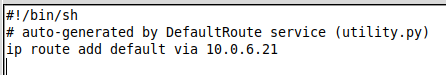 #!/bin/sh
# auto-generated by DefaultRoute service (utility.py)
ip route add default via 10.0.6.21